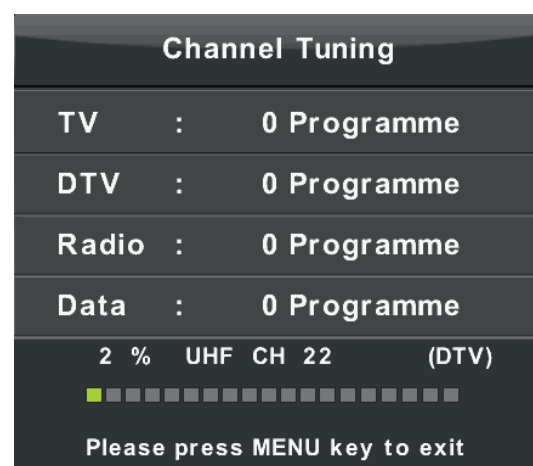 Channel Tuning
TV : 0 Programme
DTV : 0 Programme
Radio : 0 Programme
Data : 0 Programme
2 % UHF CH 22 (DTV)
Please press MENU key to exit